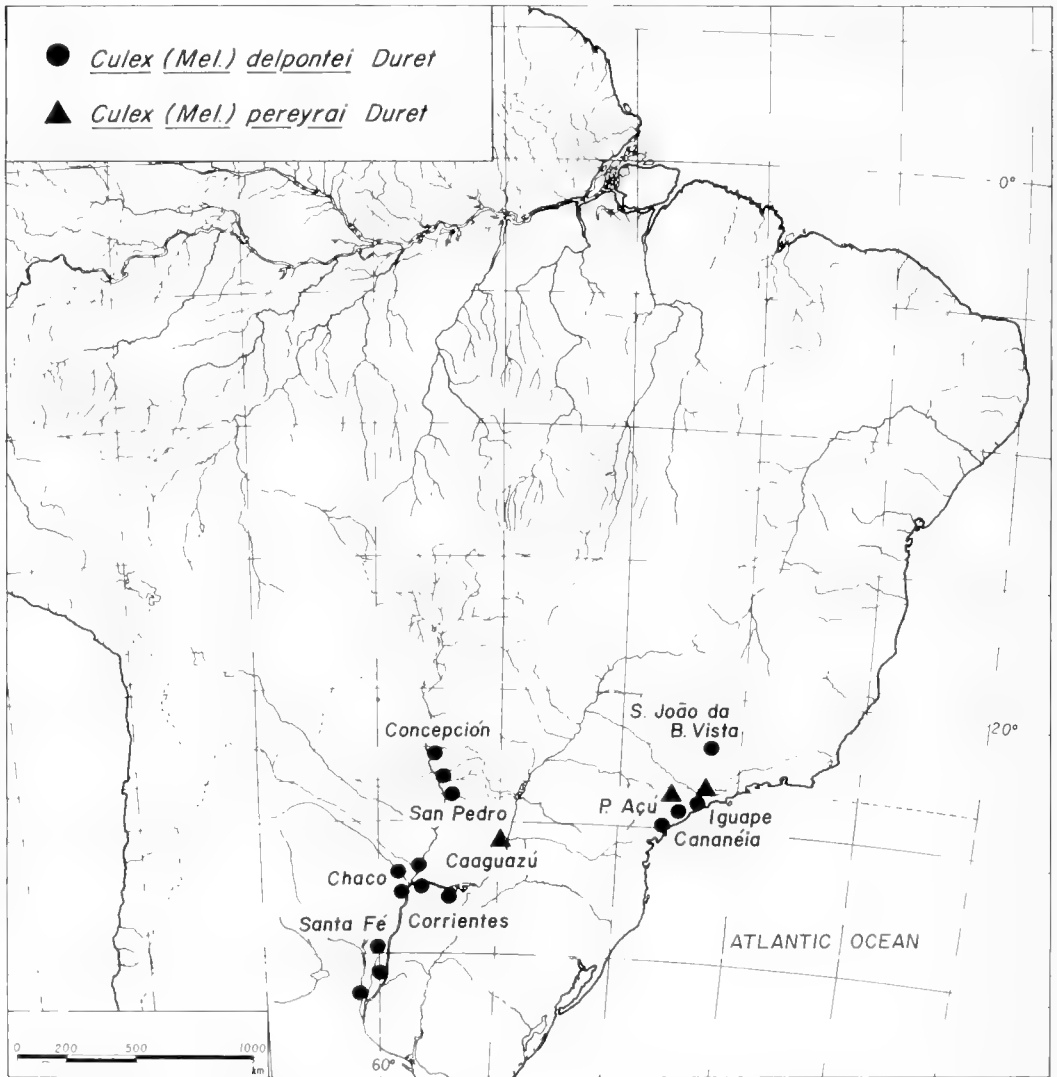 Culex (Mel.) delpontei Duret
Culex (Mel.) pereyrai Duret
0°
S. João da
B. Vista
20°
Concepción
San Pedro
P. Açú
Iguape
Cananéia
Caaguazú
Chaco
Corrientes
Santa Fé
ATLANTIC OCEAN
0 200 500 1000
km
60°